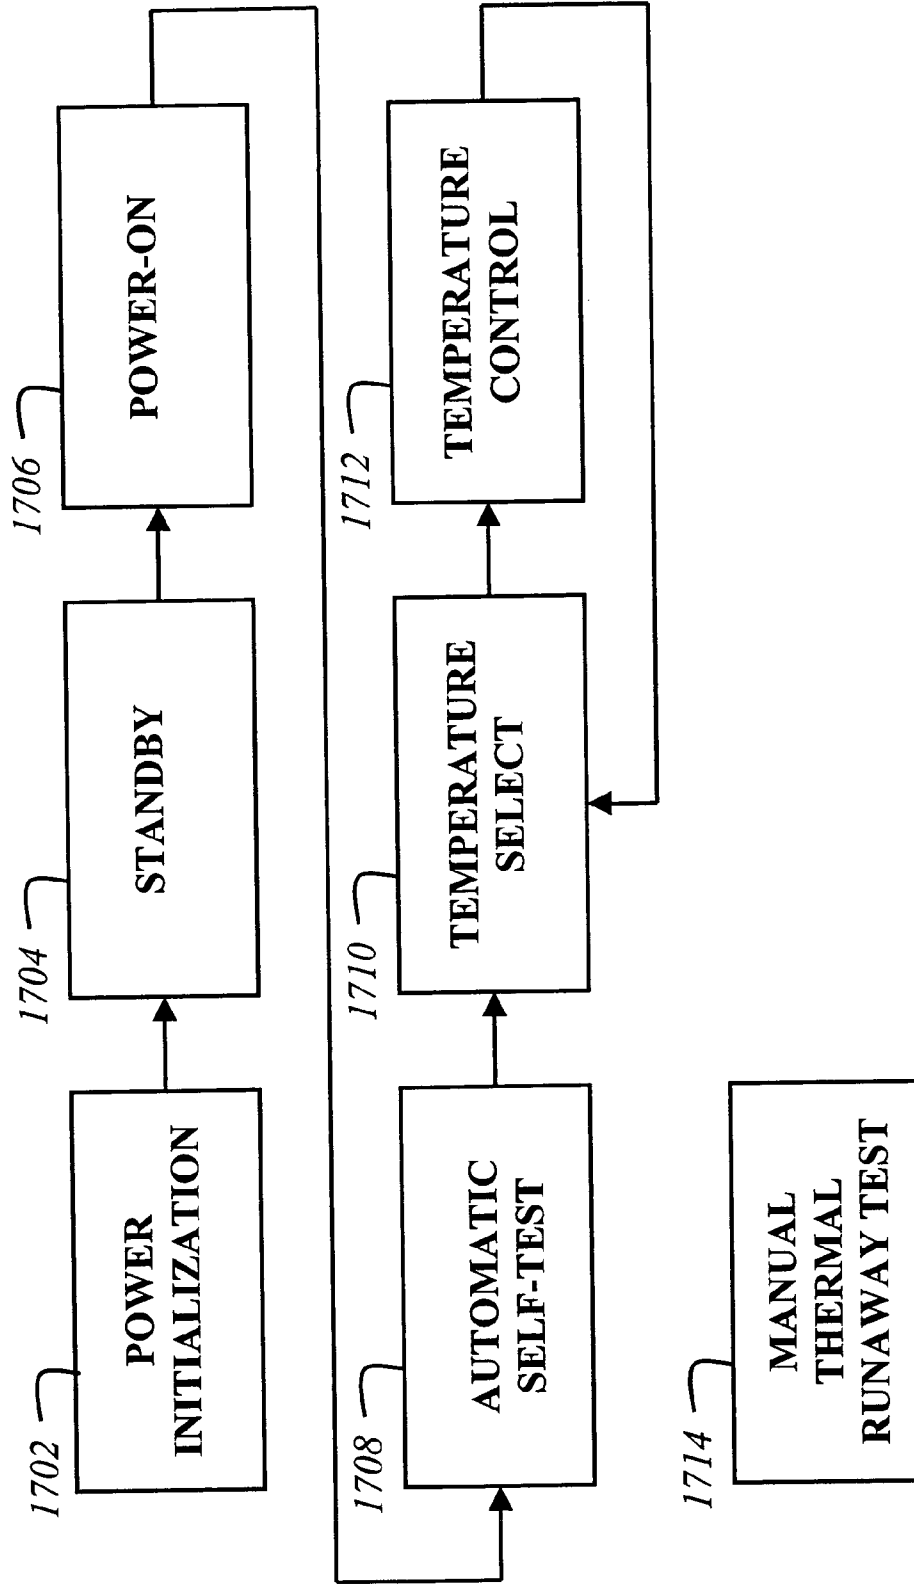 1702
POWER
INITIALIZATION
1704
STANDBY
1706
POWER-ON
1708
AUTOMATIC
SELF-TEST
1710
TEMPERATURE
SELECT
1712
TEMPERATURE
CONTROL
1714
MANUAL
THERMAL
RUNAWAY TEST